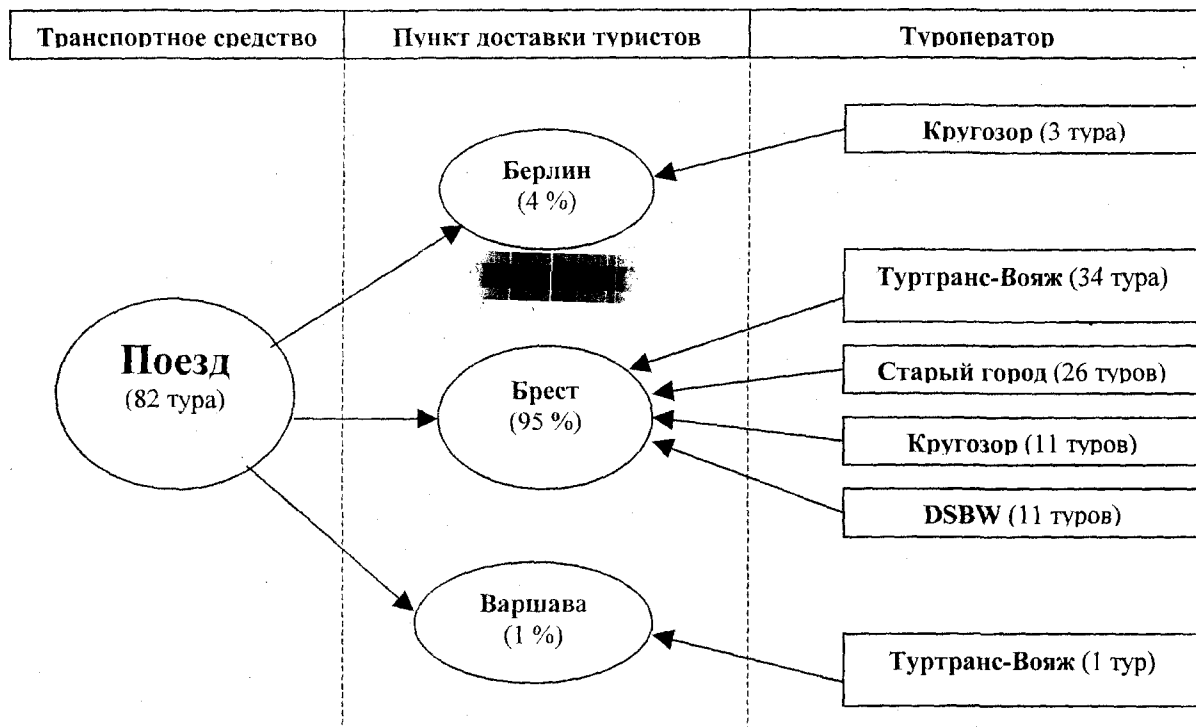 Транспортное средство
Пункт доставки туристов
Туроператор
Кругозор (3 тура)
Берлин
(4 %)
Туртранс-Вояж (34 тура)
Поезд
(82 тура)
Старый город (26 туров)
Брест
(95 %)
Кругозор (11 туров)
DSBW (11 туров)
Варшава
(1 %)
Туртранс-Вояж (1 тур)